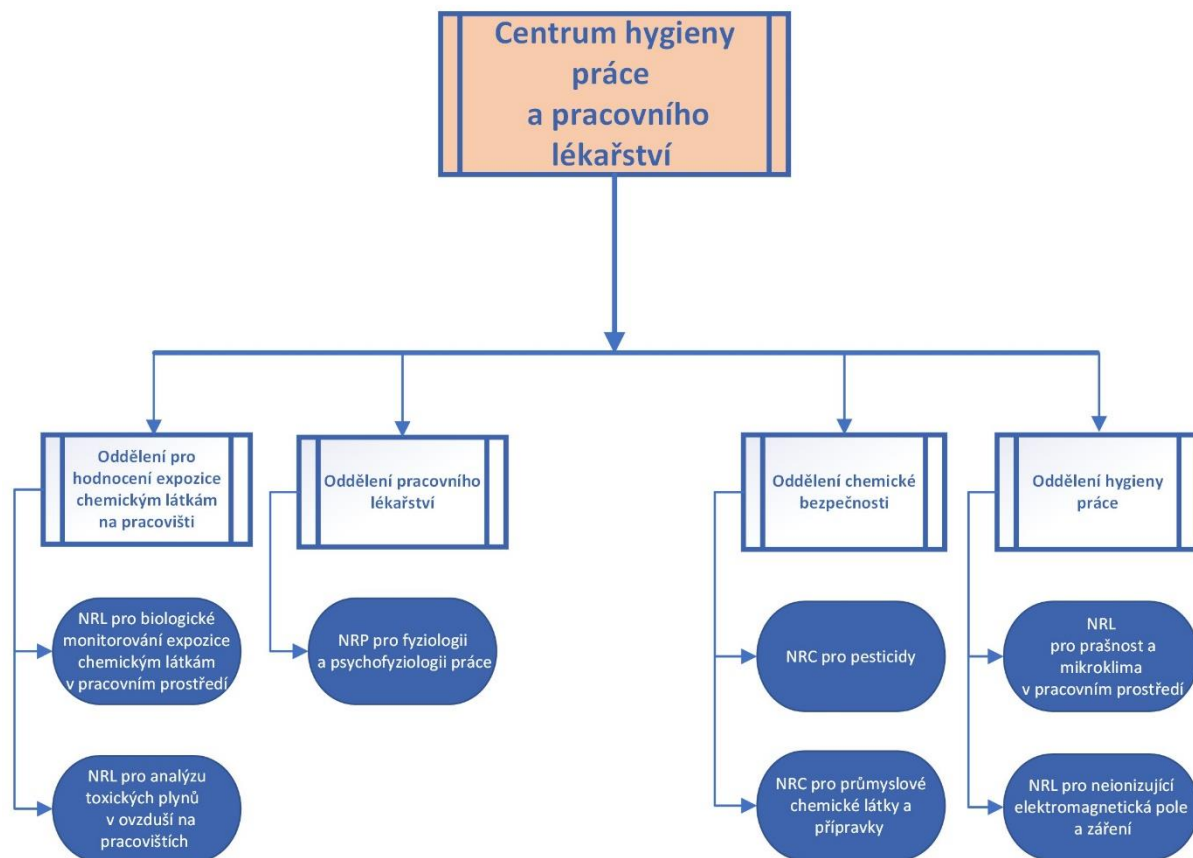 Centrum hygieny
práce
a pracovního
lékařství
Oddělení pro
hodnocení expozice
chemickým látkám
na pracovišti
Oddělení pracovního
lékařství
Oddělení chemické
bezpečnosti
Oddělení hygieny
práce
NRL pro biologické
monitorování expozice
chemickým látkám
v pracovním prostředí
NRP pro fyziologii
a psychofyziologii práce
NRC pro pesticidy
NRL
pro prašnost a
mikroklima
v pracovním prostředí
NRL pro analýzu
toxických plynů
v ovzduší na
pracovištích
NRC pro průmyslové
chemické látky a
přípravky
NRL pro neionizující
elektromagnetická pole
a záření